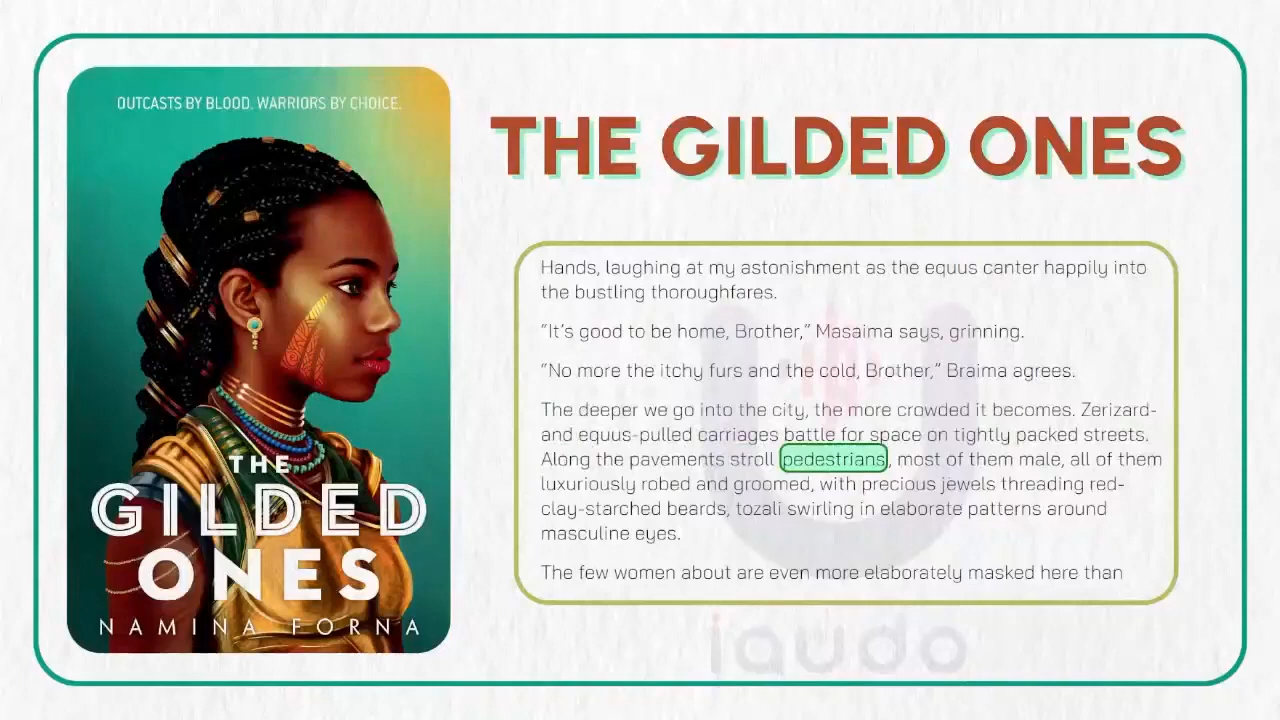 OUTCASTS BY BLOOD. WARRIORS BY CHOICE.
THE
GILDED
ONES
NAMINA FORNA
THE GILDED ONES
Hands, laughing at my astonishment as the equus canter happily into
the bustling thoroughfares.
“It’s good to be home, Brother,” Masaima says, grinning.
“No more the itchy furs and the cold, Brother,” Braima agrees.
The deeper we go into the city, the more crowded it becomes. Zerizard-
and equus-pulled carriages battle for space on tightly packed streets.
Along the pavements stroll pedestrians, most of them male, all of them
luxuriously robed and groomed, with precious jewels threading red-
clay-starched beards, tozali swirling in elaborate patterns around
masculine eyes.
The few women about are even more elaborately masked here than
iaudo